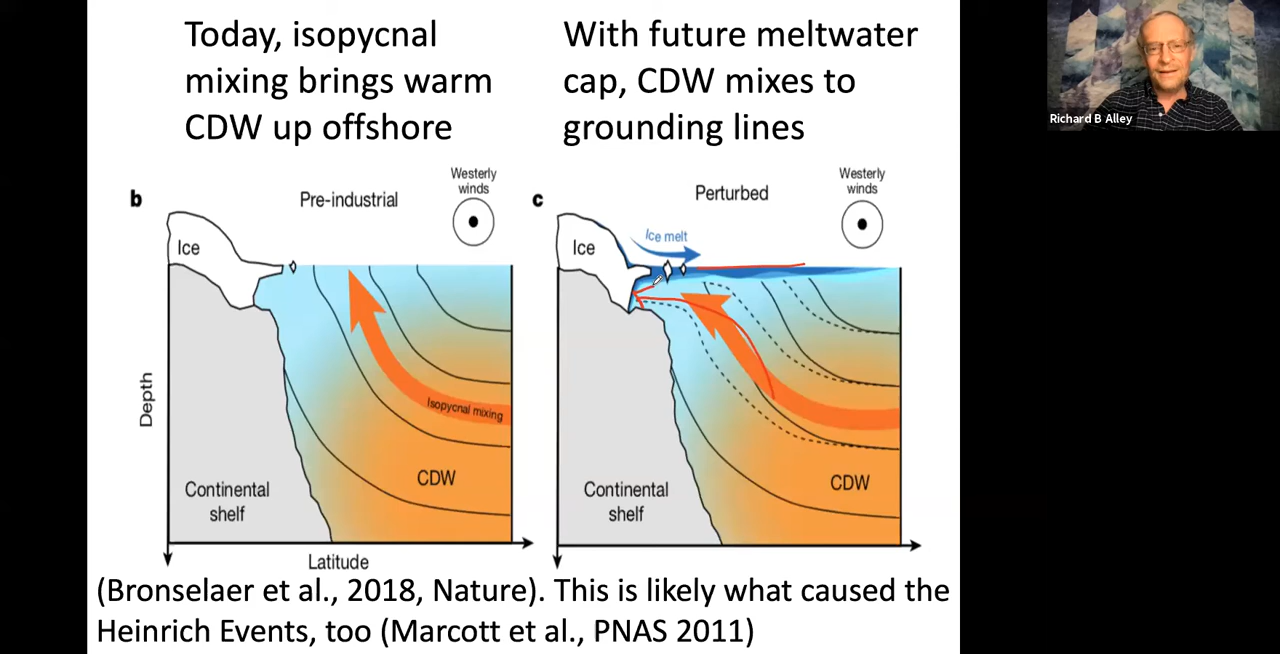 Today, isopycnal
mixing brings warm
CDW up offshore
With future meltwater
cap, CDW mixes to
grounding lines
Richard B Alley
b
Pre-industrial
Westerly
winds
Ice
Isopycnal mixing
CDW
Continental
shelf
Depth
Latitude
c
Perturbed
Westerly
winds
Ice melt
Ice
CDW
Continental
shelf
(Bronselaer et al., 2018, Nature). This is likely what caused the
Heinrich Events, too (Marcott et al., PNAS 2011)